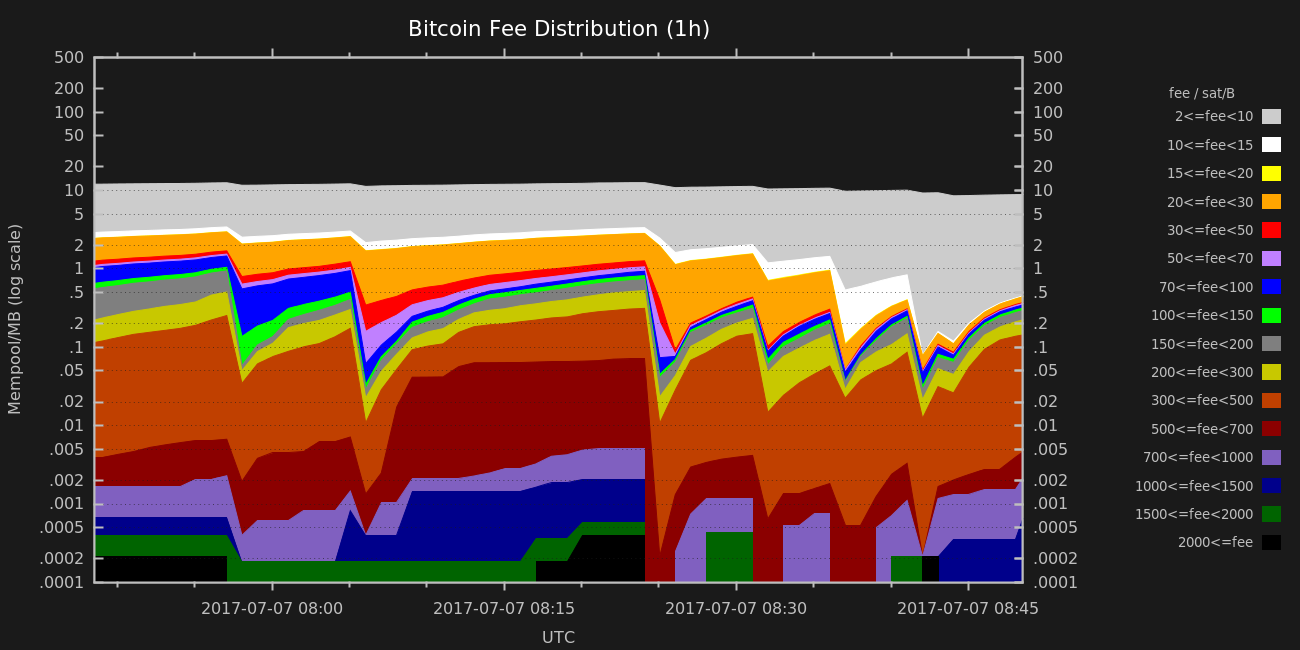 Bitcoin Fee Distribution (1h)
Mempool/MB (log scale)
500
200
100
50
20
10
5
2
1
.5
.2
.1
.05
.02
.01
.005
.002
.001
.0005
.0002
.0001
500
200
100
50
20
10
5
2
1
.5
.2
.1
.05
.02
.01
.005
.002
.001
.0005
.0002
.0001
2017-07-07 08:00
2017-07-07 08:15
2017-07-07 08:30
2017-07-07 08:45
UTC
fee / sat/B
2<=fee<10
10<=fee<15
15<=fee<20
20<=fee<30
30<=fee<50
50<=fee<70
70<=fee<100
100<=fee<150
150<=fee<200
200<=fee<300
300<=fee<500
500<=fee<700
700<=fee<1000
1000<=fee<1500
1500<=fee<2000
2000<=fee